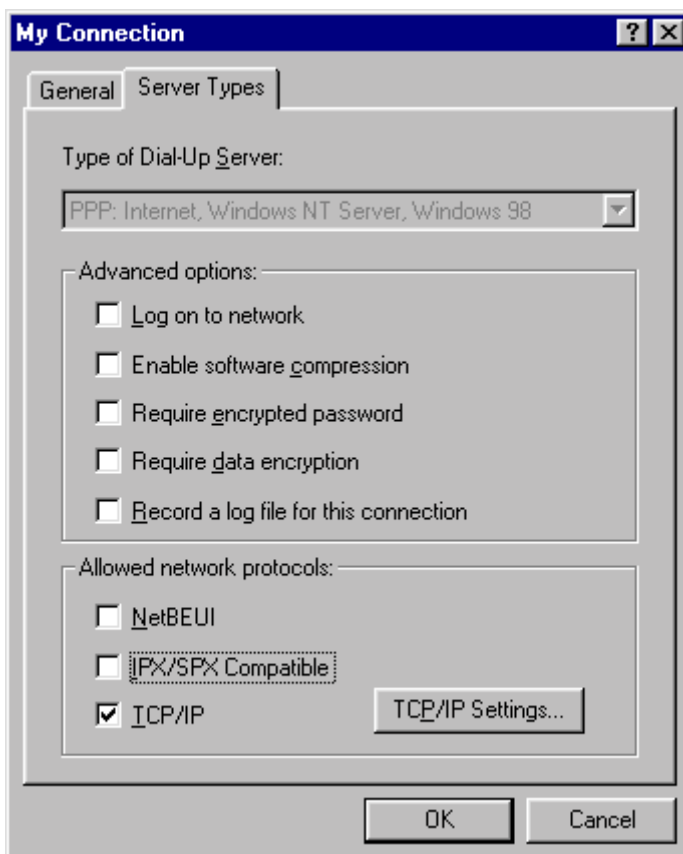 My Connection
General
Server Types
Type of Dial-Up Server:
PPP: Internet, Windows NT Server, Windows 98
Advanced options:
Log on to network
Enable software compression
Require encrypted password
Require data encryption
Record a log file for this connection
Allowed network protocols:
NetBEUI
IPX/SPX Compatible
TCP/IP
TCP/IP Settings...
OK
Cancel